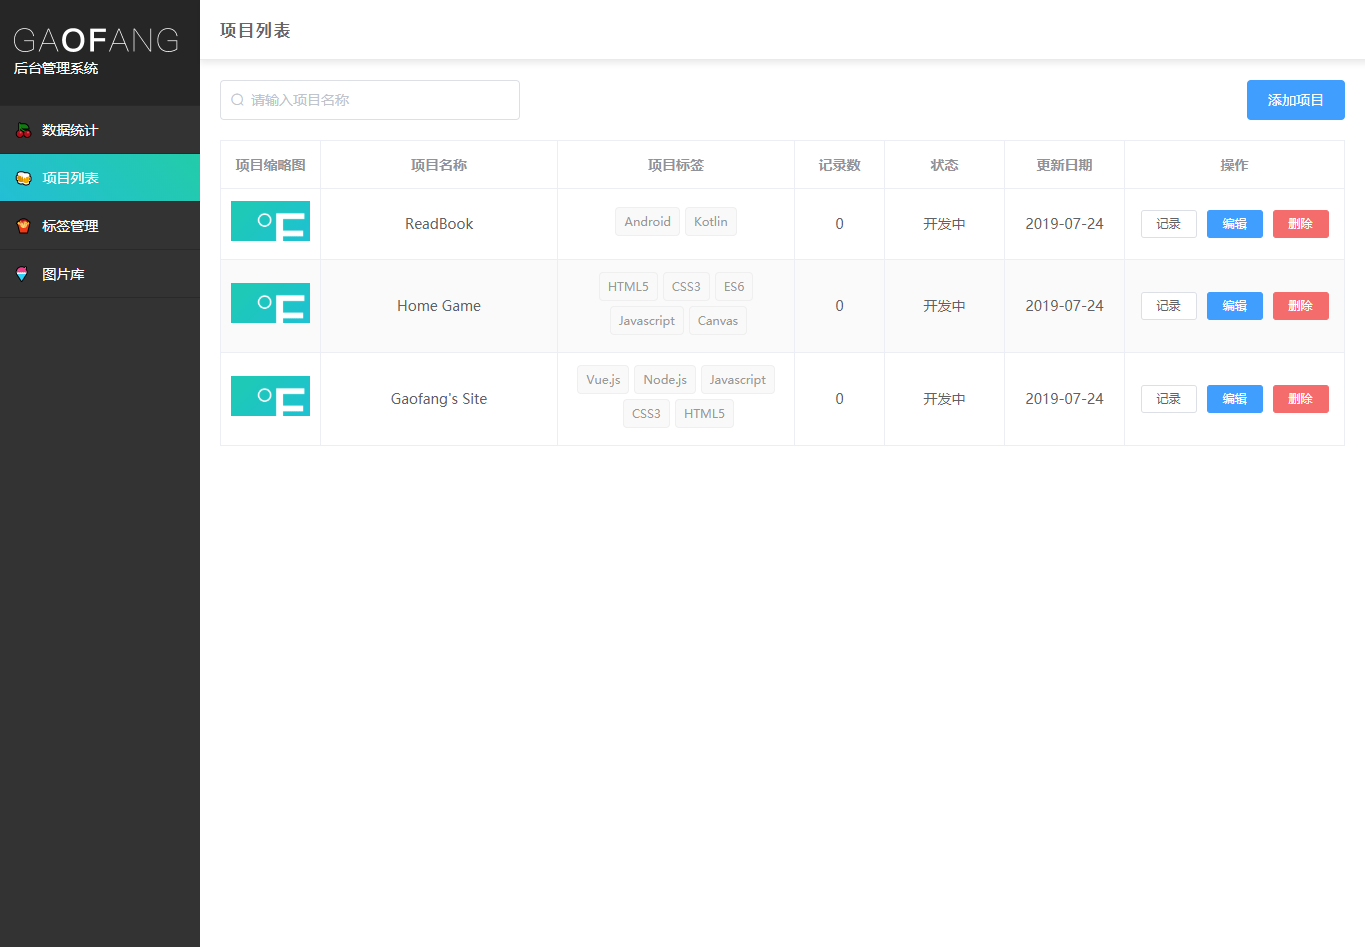 GAOFANG
后台管理系统
数据统计
项目列表
标签管理
图片库
项目列表
请输入项目名称
添加项目
项目缩略图 项目名称 项目标签 记录数 状态 更新日期 操作
ReadBook Android Kotlin 0 开发中 2019-07-24 记录 编辑 删除
HTML5 CSS3 ES6
Home Game 0 开发中 2019-07-24 记录 编辑 删除
Javascript Canvas
Vue.js Node.js Javascript
Gaofang's Site 0 开发中 2019-07-24 记录 编辑 删除
CSS3 HTML5